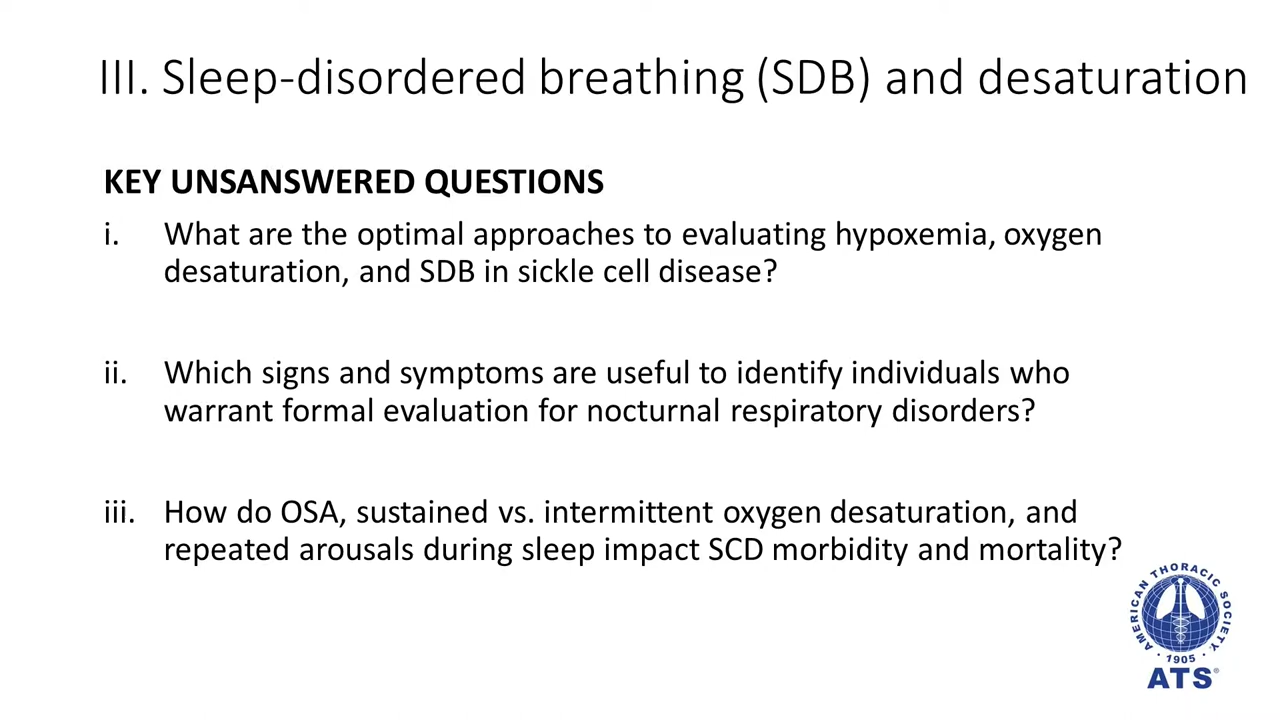 III. Sleep-disordered breathing (SDB) and desaturation
KEY UNSANSWERED QUESTIONS
i. What are the optimal approaches to evaluating hypoxemia, oxygen
desaturation, and SDB in sickle cell disease?
ii. Which signs and symptoms are useful to identify individuals who
warrant formal evaluation for nocturnal respiratory disorders?
iii. How do OSA, sustained vs. intermittent oxygen desaturation, and
repeated arousals during sleep impact SCD morbidity and mortality?
AMERICAN THORACIC SOCIETY
· 1905 ·
ATS®